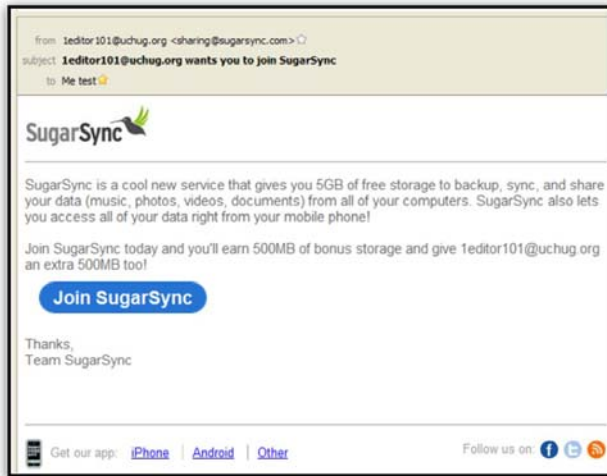 from 1editor101@uchug.org <sharing@sugarsync.com>
subject 1editor101@uchug.org wants you to join SugarSync
to Me test
SugarSync
SugarSync is a cool new service that gives you 5GB of free storage to backup, sync, and share
your data (music, photos, videos, documents) from all of your computers. SugarSync also lets
you access all of your data right from your mobile phone!
Join SugarSync today and you'll earn 500MB of bonus storage and give 1editor101@uchug.org
an extra 500MB too!
Join SugarSync
Thanks,
Team SugarSync
Get our app: iPhone | Android | Other Follow us on: